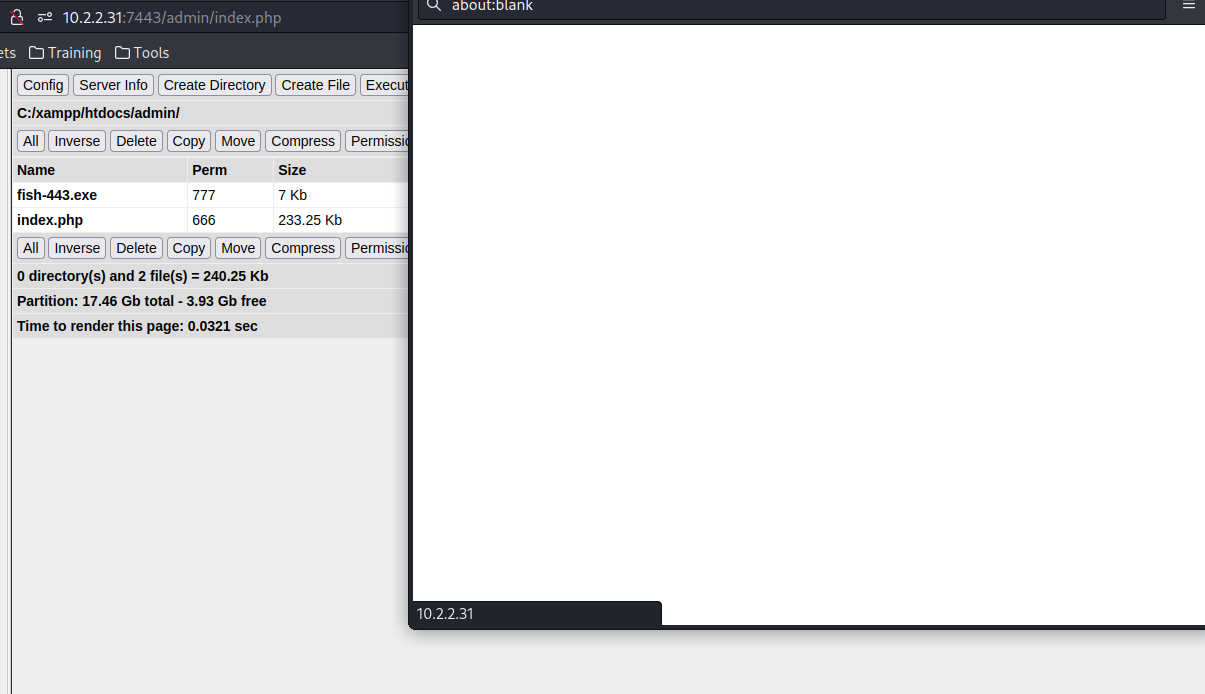 10.2.2.31:7443/admin/index.php
about:blank
ets Training Tools
Config Server Info Create Directory Create File Execut
C:/xampp/htdocs/admin/
All Inverse Delete Copy Move Compress Permissic
Name Perm Size
fish-443.exe 777 7 Kb
index.php 666 233.25 Kb
All Inverse Delete Copy Move Compress Permissic
0 directory(s) and 2 file(s) = 240.25 Kb
Partition: 17.46 Gb total - 3.93 Gb free
Time to render this page: 0.0321 sec
10.2.2.31